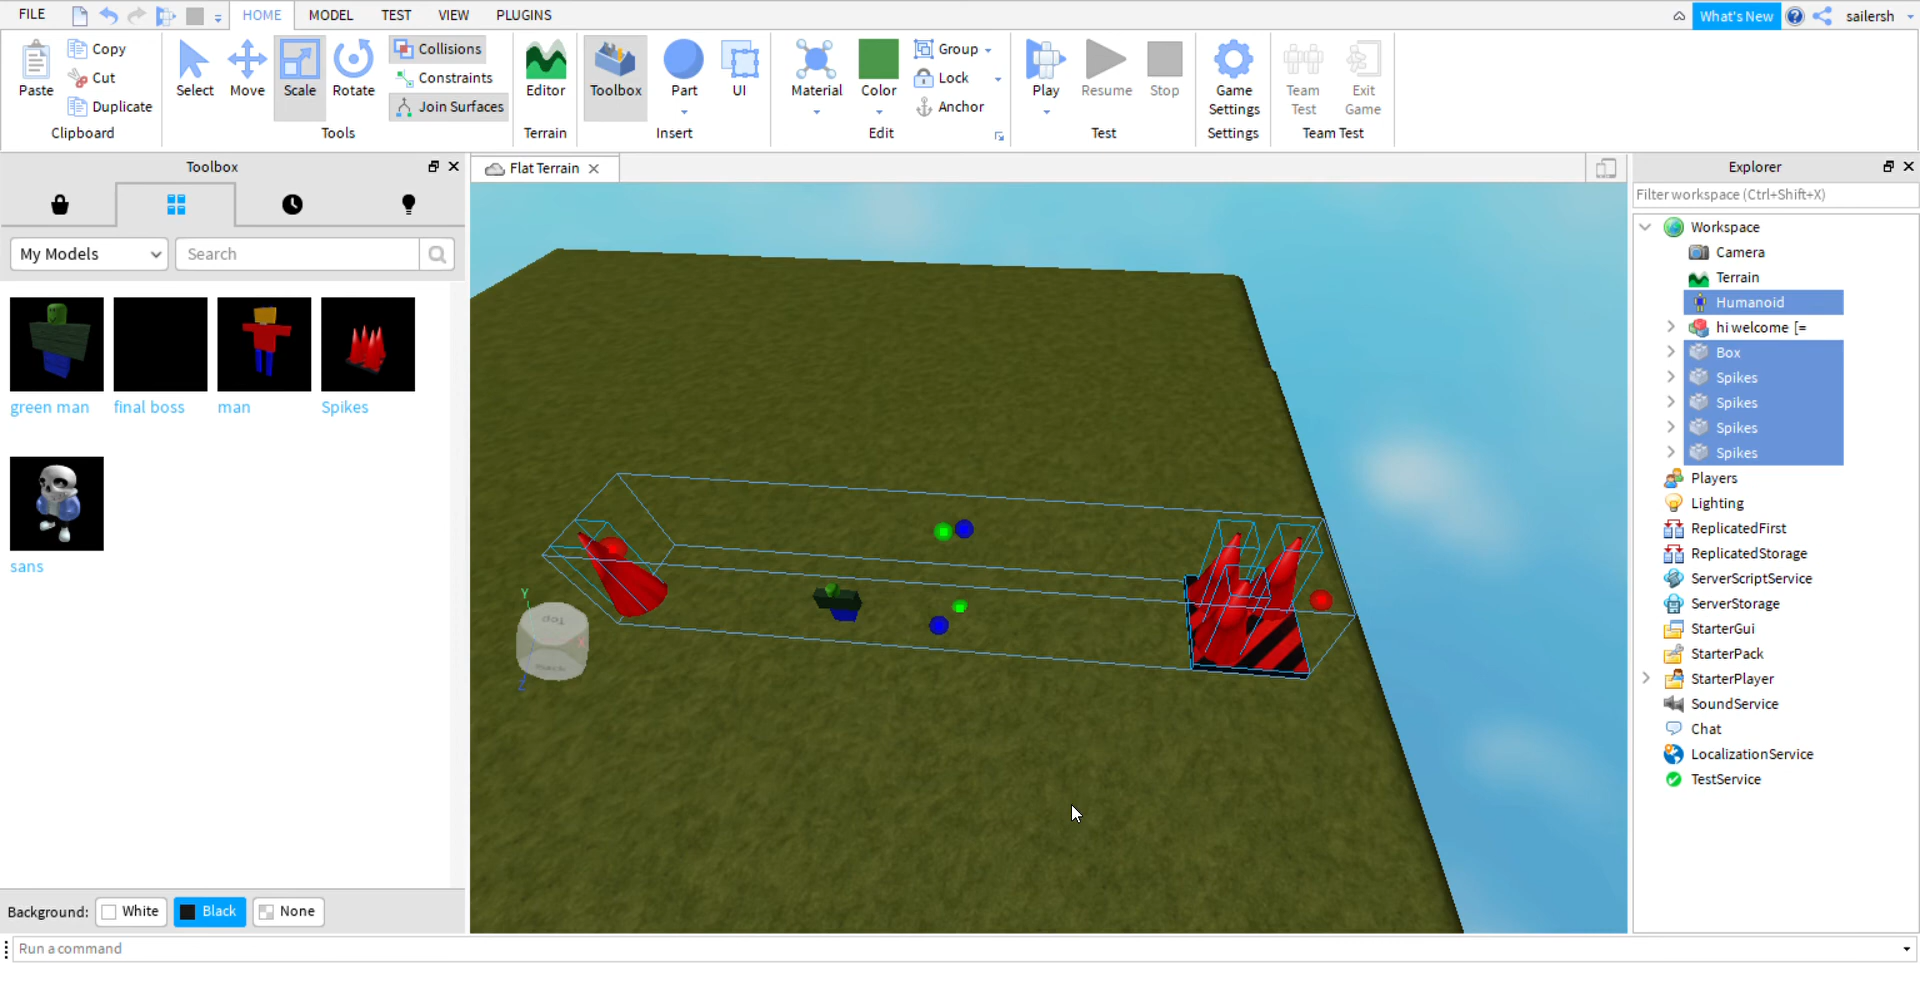 FILE HOME MODEL TEST VIEW PLUGINS What's New sailersh
Paste Copy Cut Duplicate Clipboard
Select Move Scale Rotate Collisions Constraints Join Surfaces Tools
Editor Terrain
Toolbox Part UI Insert
Material Color Group Lock Anchor Edit
Play Resume Stop Test
Game Settings Settings
Team Test Exit Game Team Test
Toolbox
My Models Search
green man final boss man Spikes
sans
Background: White Black None
Flat Terrain
Y
Top
X
Back
Z
Explorer
Filter workspace (Ctrl+Shift+X)
Workspace
Camera
Terrain
Humanoid
hi welcome [=
Box
Spikes
Spikes
Spikes
Spikes
Players
Lighting
ReplicatedFirst
ReplicatedStorage
ServerScriptService
ServerStorage
StarterGui
StarterPack
StarterPlayer
SoundService
Chat
LocalizationService
TestService
Run a command